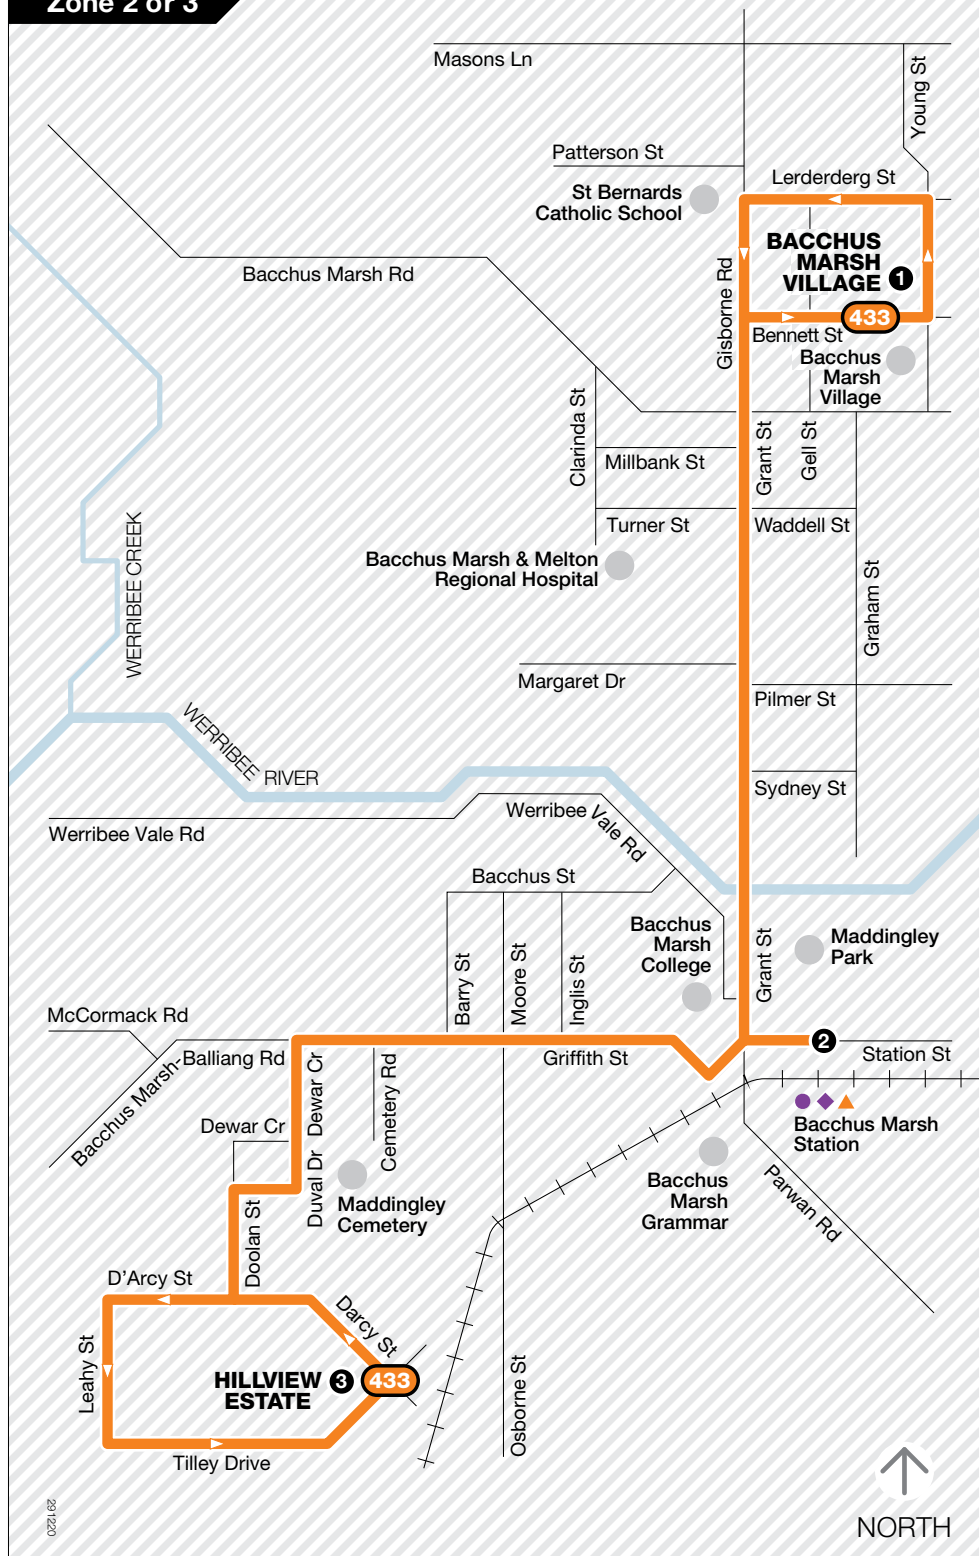 Zone 2 or 3
Masons Ln
Young St
Patterson St
Lerderderg St
St Bernards
Catholic School
BACCHUS
MARSH
VILLAGE 1
Gisborne Rd
Bacchus Marsh Rd
433
Bennett St
Bacchus
Marsh
Village
Clarinda St
Grant St
Gell St
Millbank St
Turner St
Waddell St
Bacchus Marsh & Melton
Regional Hospital
WERRIBEE CREEK
Graham St
Margaret Dr
Pilmer St
WERRIBEE
RIVER
Sydney St
Werribee Vale Rd
Werribee Vale Rd
Bacchus St
Bacchus
Marsh
College
Maddingley
Park
Barry St
Moore St
Inglis St
Grant St
McCormack Rd
Bacchus Marsh-
Balliang Rd
Dewar Cr
Cemetery Rd
Griffith St
2
Station St
Dewar Cr
Duval Dr
Bacchus Marsh
Station
Maddingley
Cemetery
Bacchus
Marsh
Grammar
Parwan Rd
Doolan St
D'Arcy St
Darcy St
Leahy St
HILLVIEW
ESTATE
3
433
Osborne St
Tilley Drive
291220
NORTH